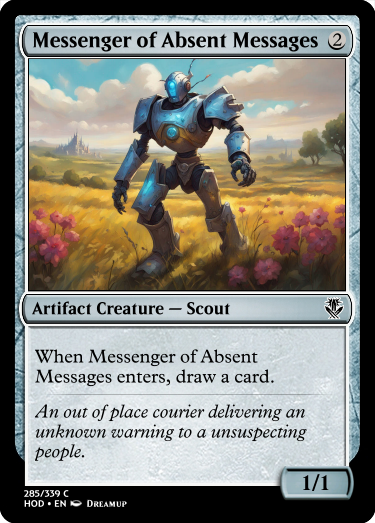 Messenger of Absent Messages 2
Artifact Creature — Scout
When Messenger of Absent
Messages enters, draw a card.
An out of place courier delivering an
unknown warning to a unsuspecting
people.
1/1
285/339 C
HOD • EN Dreamup